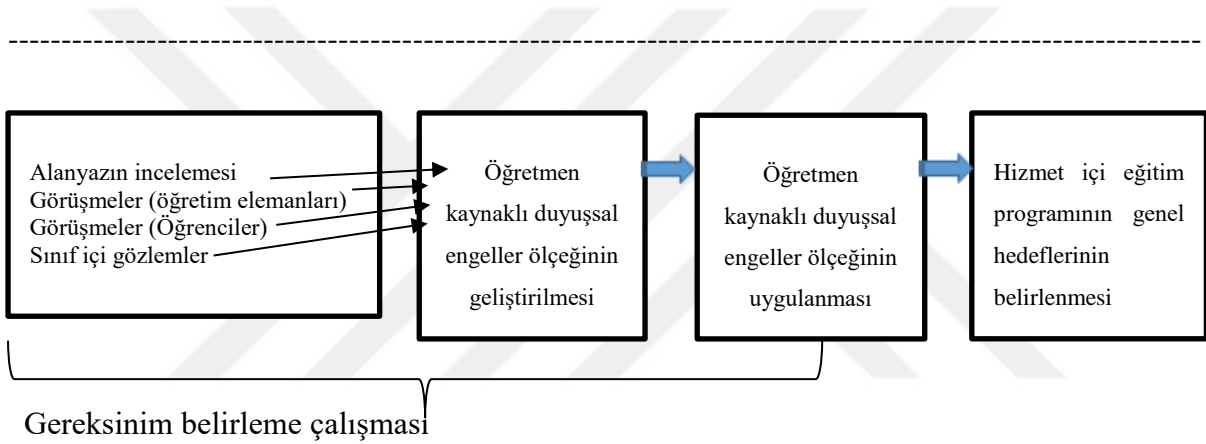 Alanyazın incelemesi
Görüşmeler (öğretim elemanları)
Görüşmeler (Öğrenciler)
Sınıf içi gözlemler
Öğretmen
kaynaklı duyuşsal
engeller ölçeğinin
geliştirilmesi
Öğretmen
kaynaklı duyuşsal
engeller ölçeğinin
uygulanması
Hizmet içi eğitim
programının genel
hedeflerinin
belirlenmesi
Gereksinim belirleme çalışması